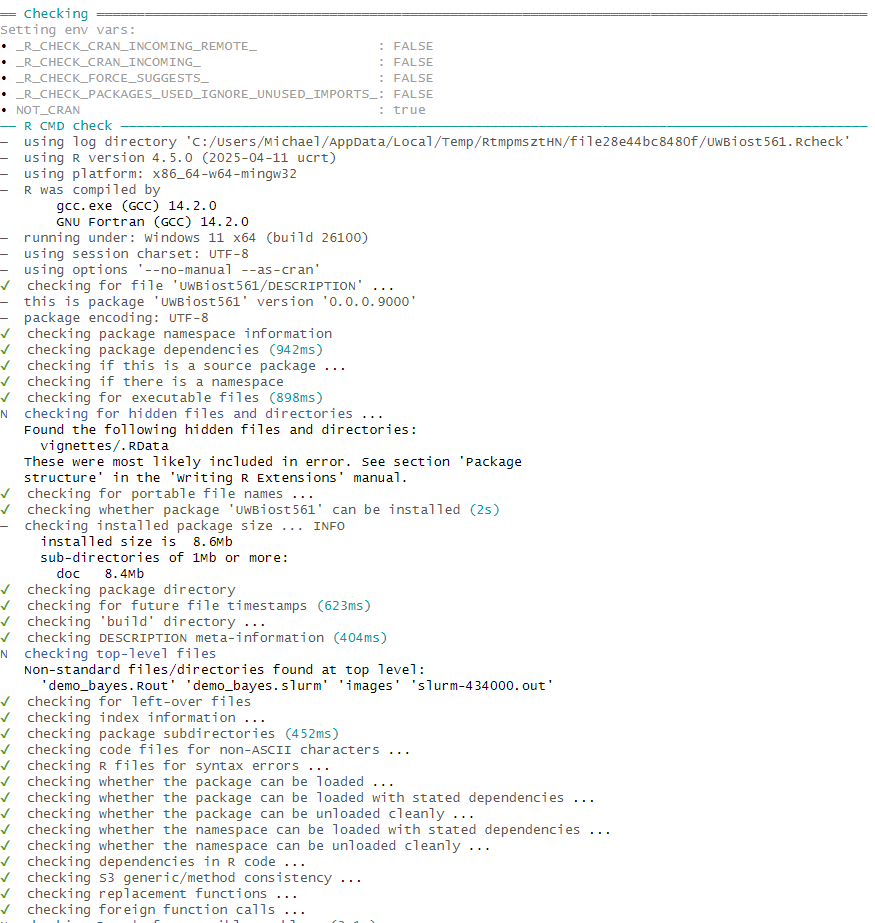 == Checking ==
Setting env vars:
• _R_CHECK_CRAN_INCOMING_REMOTE_ : FALSE
• _R_CHECK_CRAN_INCOMING_ : FALSE
• _R_CHECK_FORCE_SUGGESTS_ : FALSE
• _R_CHECK_PACKAGES_USED_IGNORE_UNUSED_IMPORTS_: FALSE
• NOT_CRAN : true
── R CMD check ──
─ using log directory 'C:/Users/Michael/AppData/Local/Temp/RtmpmsztHN/file28e44bc8480f/UWBiost561.Rcheck'
─ using R version 4.5.0 (2025-04-11 ucrt)
─ using platform: x86_64-w64-mingw32
─ R was compiled by
gcc.exe (GCC) 14.2.0
GNU Fortran (GCC) 14.2.0
─ running under: Windows 11 x64 (build 26100)
─ using session charset: UTF-8
─ using options '--no-manual --as-cran'
✓ checking for file 'UWBiost561/DESCRIPTION' ...
─ this is package 'UWBiost561' version '0.0.0.9000'
─ package encoding: UTF-8
✓ checking package namespace information
✓ checking package dependencies (942ms)
✓ checking if this is a source package ...
✓ checking if there is a namespace
✓ checking for executable files (898ms)
N checking for hidden files and directories ...
Found the following hidden files and directories:
vignettes/.RData
These were most likely included in error. See section 'Package
structure' in the 'Writing R Extensions' manual.
✓ checking for portable file names ...
✓ checking whether package 'UWBiost561' can be installed (2s)
─ checking installed package size ... INFO
installed size is 8.6Mb
sub-directories of 1Mb or more:
doc 8.4Mb
✓ checking package directory
✓ checking for future file timestamps (623ms)
✓ checking 'build' directory ...
✓ checking DESCRIPTION meta-information (404ms)
N checking top-level files
Non-standard files/directories found at top level:
'demo_bayes.Rout' 'demo_bayes.slurm' 'images' 'slurm-434000.out'
✓ checking for left-over files
✓ checking index information ...
✓ checking package subdirectories (452ms)
✓ checking code files for non-ASCII characters ...
✓ checking R files for syntax errors ...
✓ checking whether the package can be loaded ...
✓ checking whether the package can be loaded with stated dependencies ...
✓ checking whether the package can be unloaded cleanly ...
✓ checking whether the namespace can be loaded with stated dependencies ...
✓ checking whether the namespace can be unloaded cleanly ...
✓ checking dependencies in R code ...
✓ checking S3 generic/method consistency ...
✓ checking replacement functions ...
✓ checking foreign function calls ...